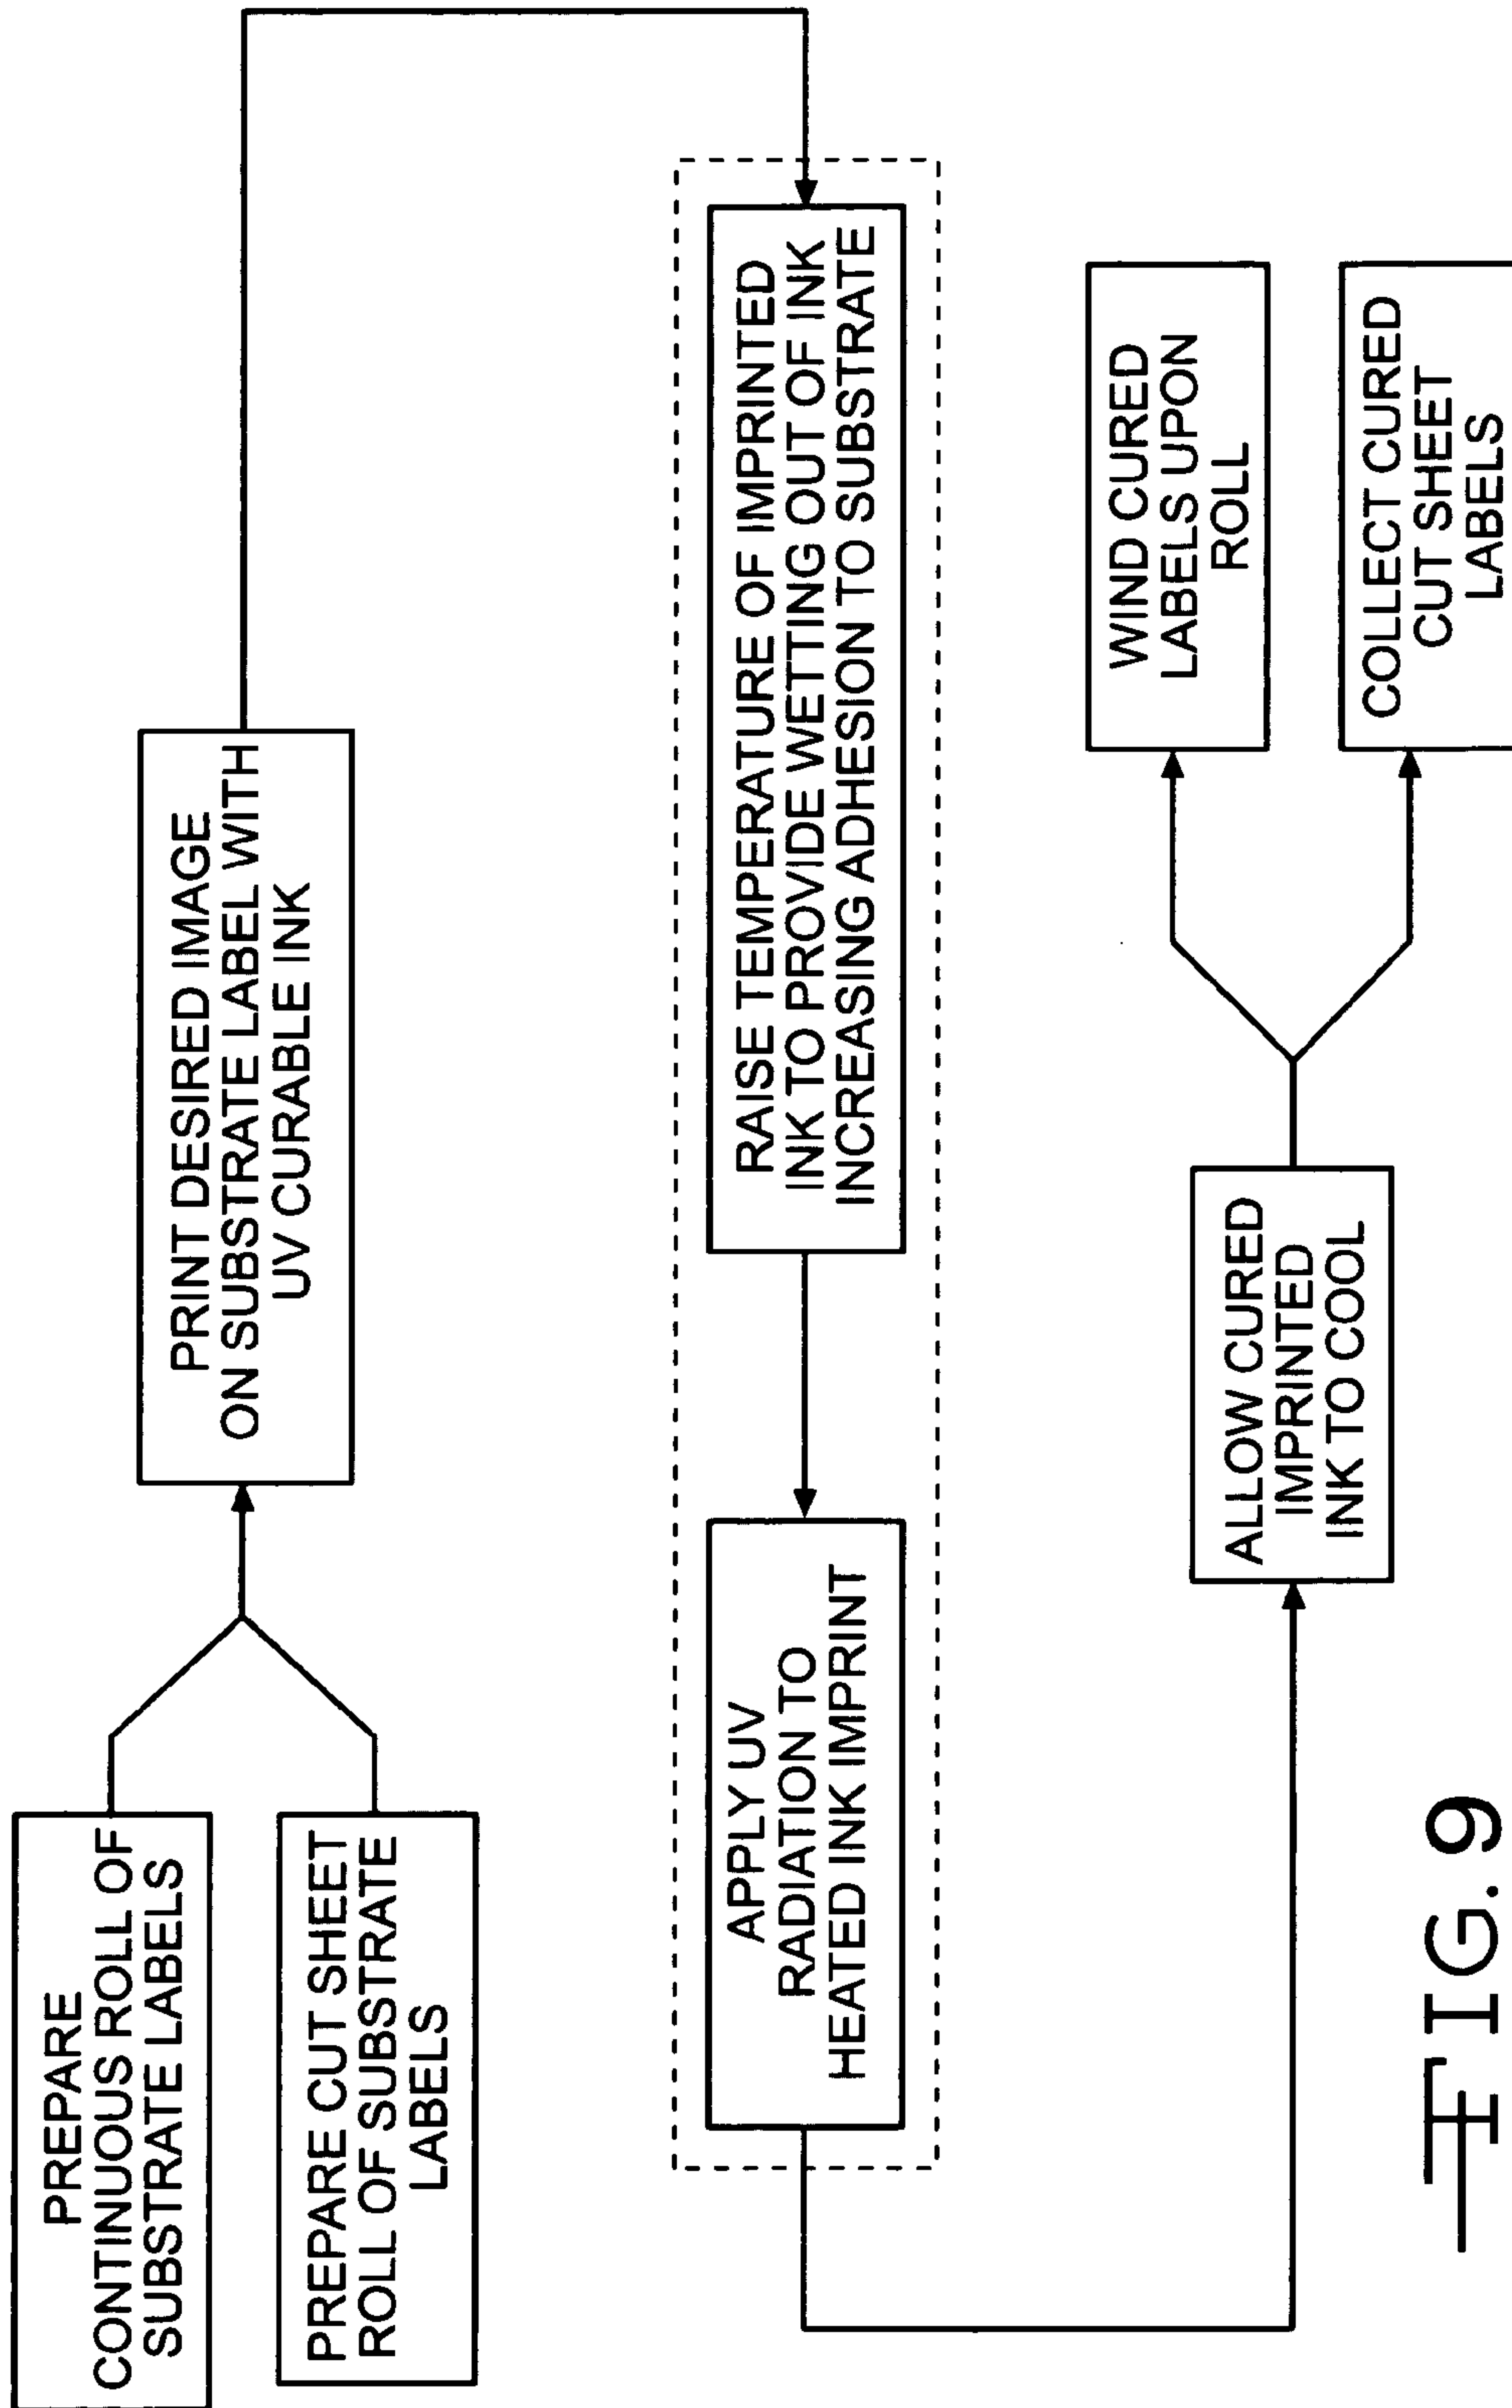 PREPARE
CONTINUOUS ROLL OF
SUBSTRATE LABELS
PREPARE CUT SHEET
ROLL OF SUBSTRATE
LABELS
PRINT DESIRED IMAGE
ON SUBSTRATE LABEL WITH
UV CURABLE INK
RAISE TEMPERATURE OF IMPRINTED
INK TO PROVIDE WETTING OUT OF INK
INCREASING ADHESION TO SUBSTRATE
APPLY UV
RADIATION TO
HEATED INK IMPRINT
ALLOW CURED
IMPRINTED
INK TO COOL
WIND CURED
LABELS UPON
ROLL
COLLECT CURED
CUT SHEET
LABELS
FIG. 9